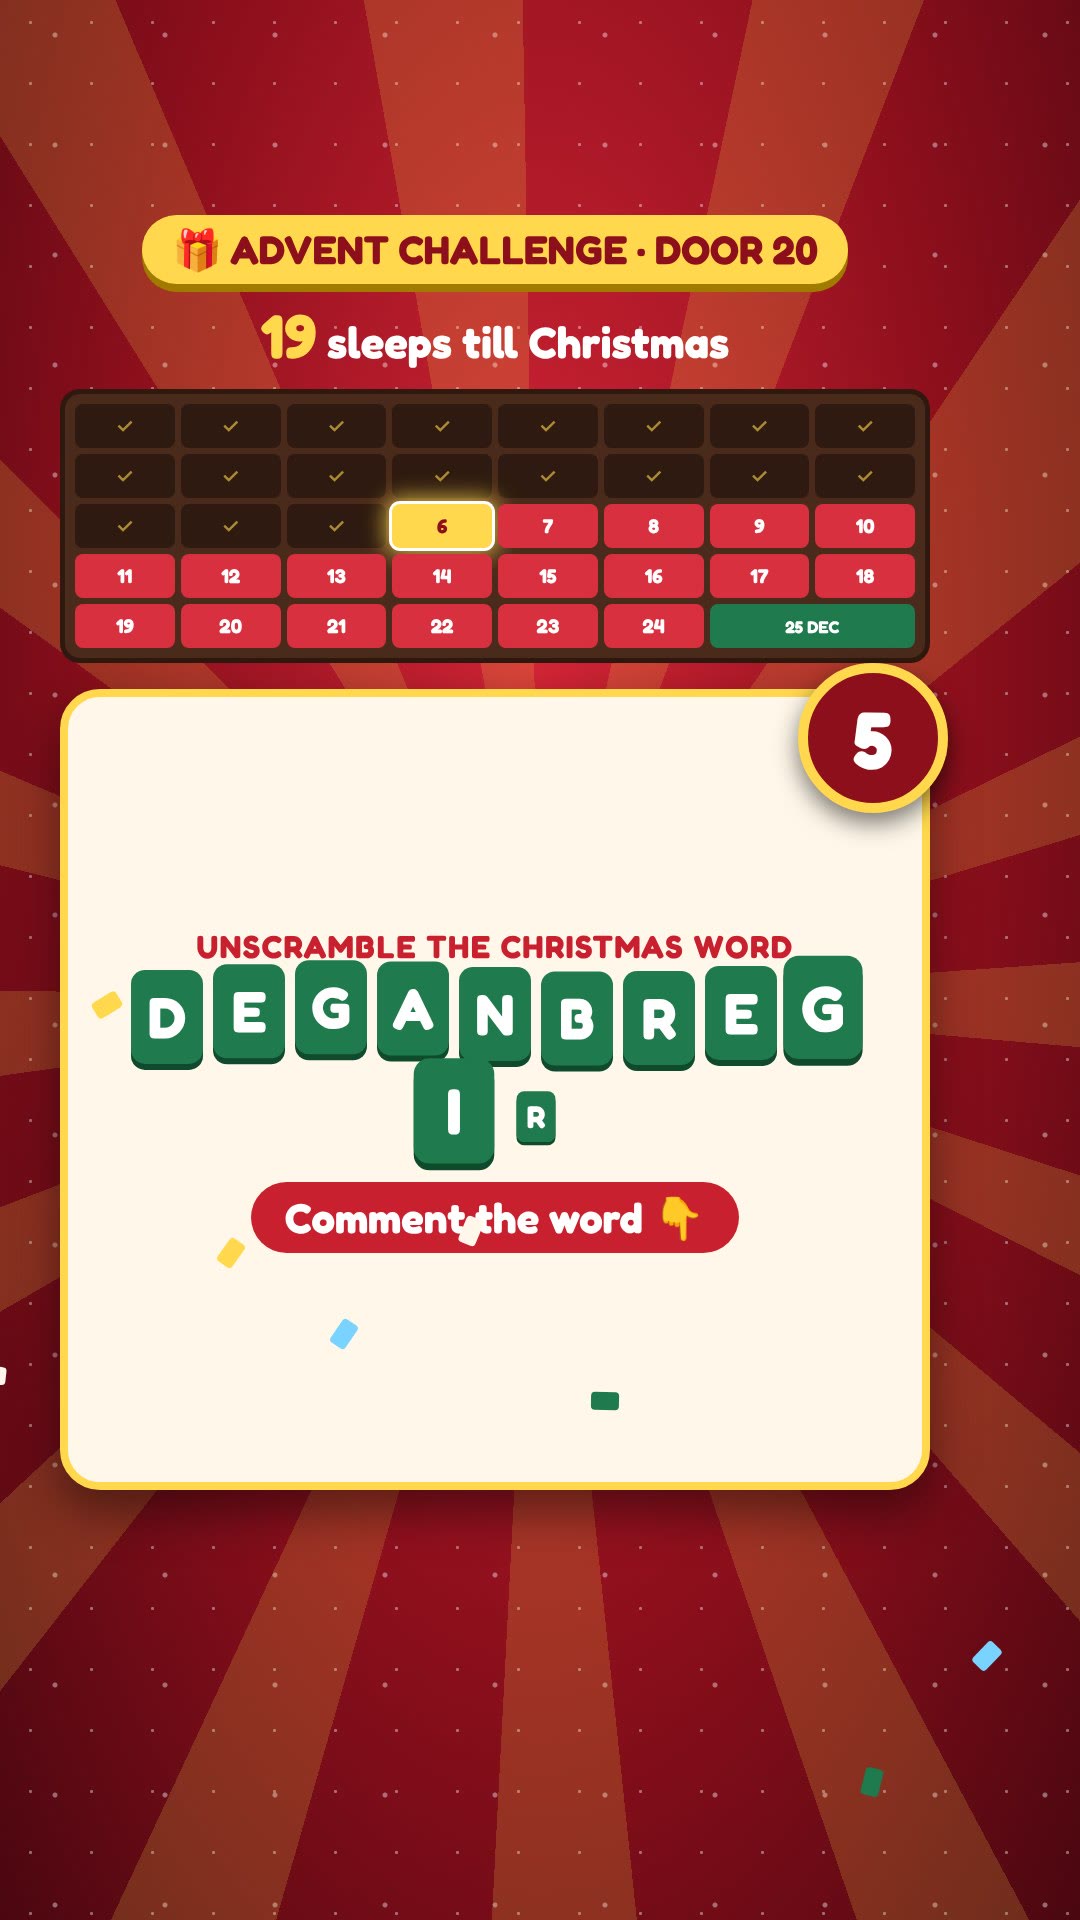 🎁 ADVENT CHALLENGE · DOOR 20
19 sleeps till Christmas
✓ ✓ ✓ ✓ ✓ ✓ ✓ ✓
✓ ✓ ✓ ✓ ✓ ✓ ✓ ✓
✓ ✓ ✓ 6 7 8 9 10
11 12 13 14 15 16 17 18
19 20 21 22 23 24 25 DEC
5
UNSCRAMBLE THE CHRISTMAS WORD
D E G A N B R E G
I R
Comment the word 👇